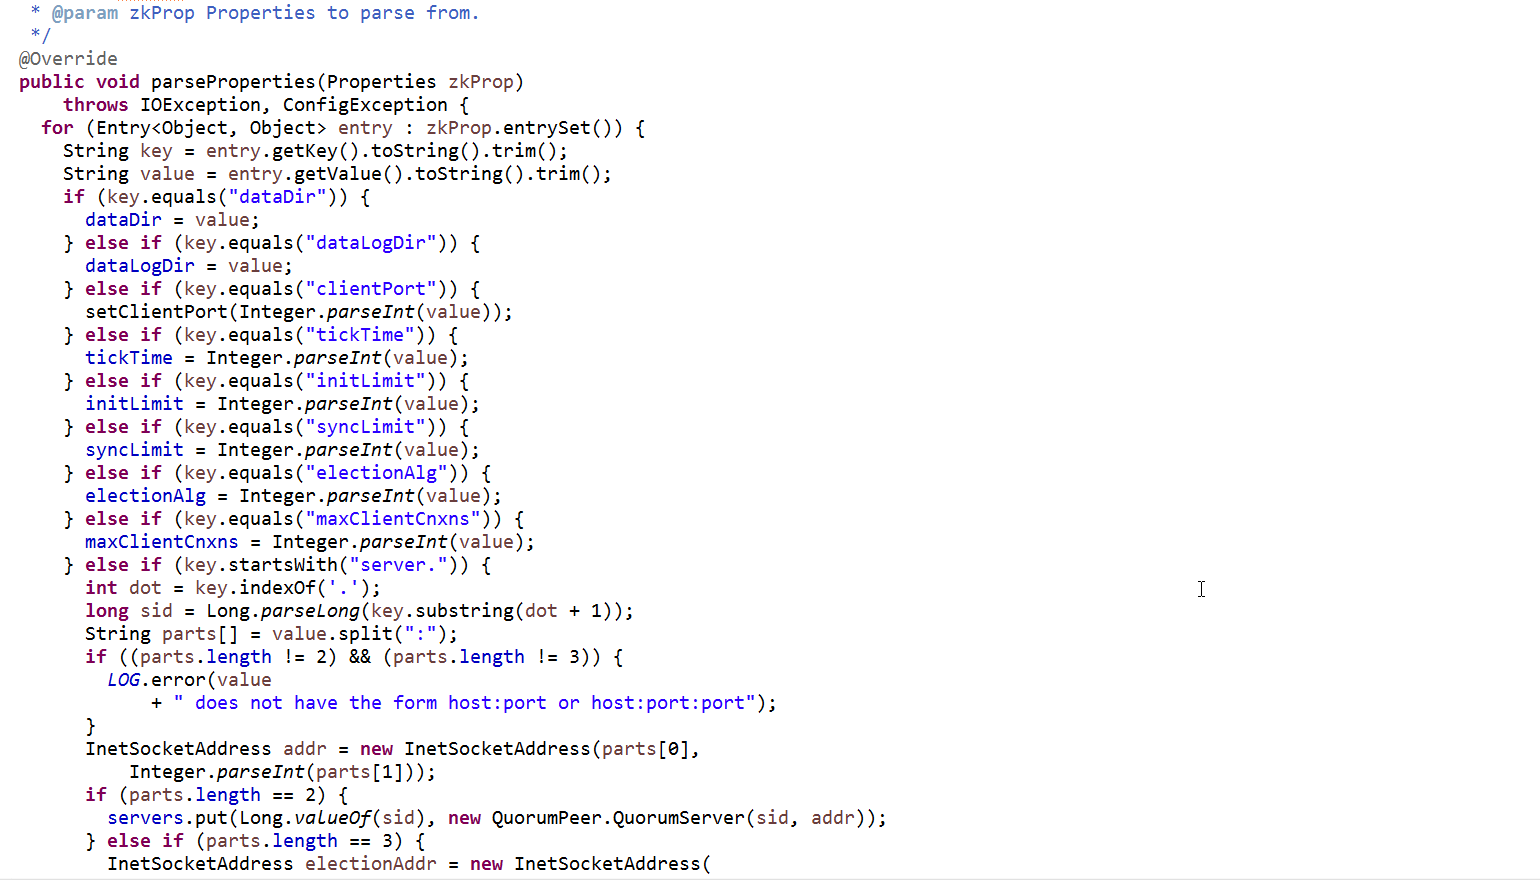 * @param zkProp Properties to parse from.
 */
@Override
public void parseProperties(Properties zkProp)
    throws IOException, ConfigException {
  for (Entry<Object, Object> entry : zkProp.entrySet()) {
    String key = entry.getKey().toString().trim();
    String value = entry.getValue().toString().trim();
    if (key.equals("dataDir")) {
      dataDir = value;
    } else if (key.equals("dataLogDir")) {
      dataLogDir = value;
    } else if (key.equals("clientPort")) {
      setClientPort(Integer.parseInt(value));
    } else if (key.equals("tickTime")) {
      tickTime = Integer.parseInt(value);
    } else if (key.equals("initLimit")) {
      initLimit = Integer.parseInt(value);
    } else if (key.equals("syncLimit")) {
      syncLimit = Integer.parseInt(value);
    } else if (key.equals("electionAlg")) {
      electionAlg = Integer.parseInt(value);
    } else if (key.equals("maxClientCnxns")) {
      maxClientCnxns = Integer.parseInt(value);
    } else if (key.startsWith("server.")) {
      int dot = key.indexOf('.');
      long sid = Long.parseLong(key.substring(dot + 1));
      String parts[] = value.split(":");
      if ((parts.length != 2) && (parts.length != 3)) {
        LOG.error(value
            + " does not have the form host:port or host:port:port");
      }
      InetSocketAddress addr = new InetSocketAddress(parts[0],
          Integer.parseInt(parts[1]));
      if (parts.length == 2) {
        servers.put(Long.valueOf(sid), new QuorumPeer.QuorumServer(sid, addr));
      } else if (parts.length == 3) {
        InetSocketAddress electionAddr = new InetSocketAddress(